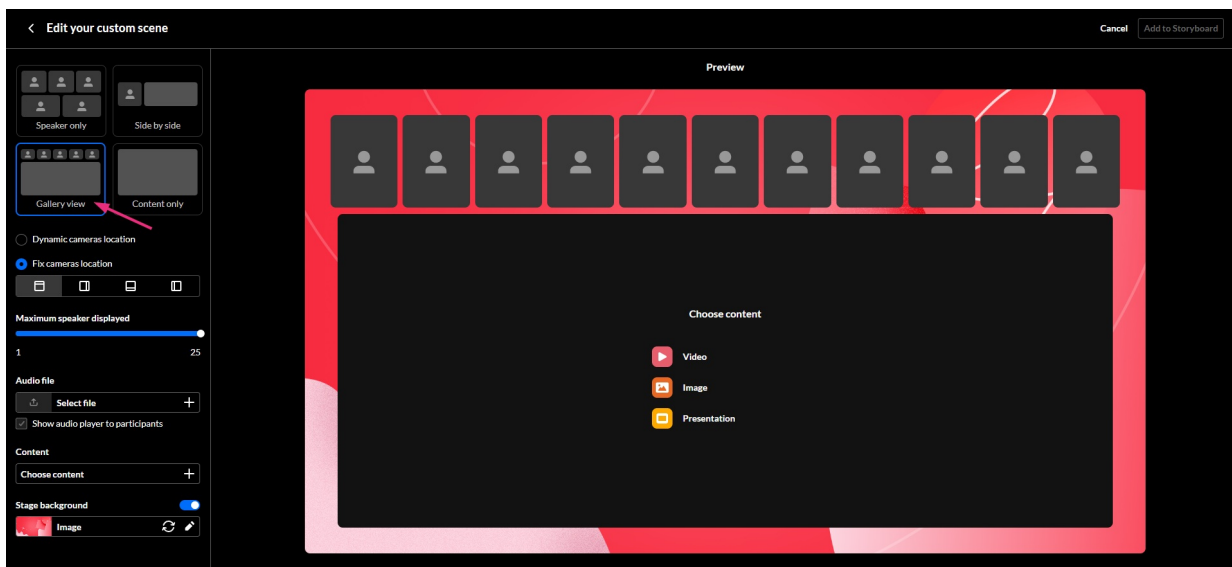 Edit your custom scene
Cancel
Add to Storyboard
Speaker only
Side by side
Gallery view
Content only
Dynamic cameras location
Fix cameras location
Maximum speaker displayed
1
25
Audio file
Select file
Show audio player to participants
Content
Choose content
Stage background
Image
Preview
Choose content
Video
Image
Presentation